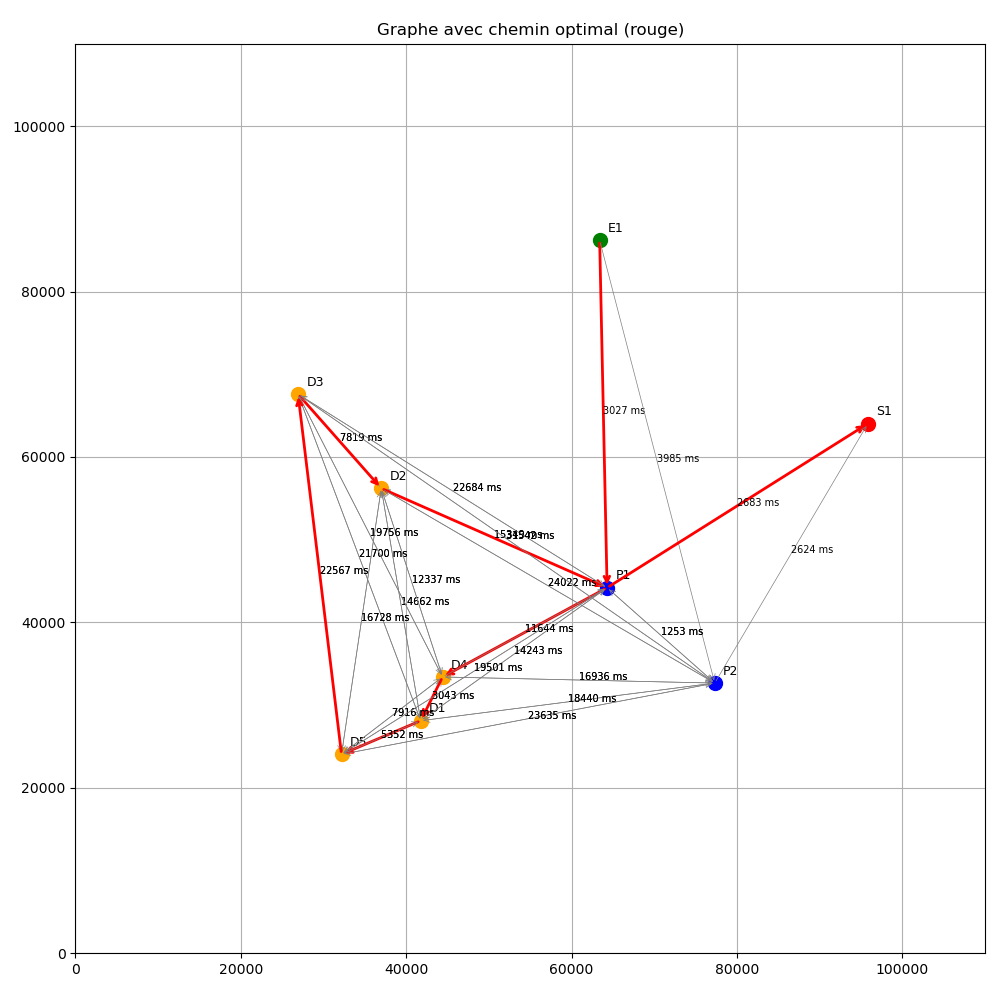 Graphe avec chemin optimal (rouge)
100000
E1
80000
D3
S1
3027 ms
7819 ms
60000
3985 ms
D2
22684 ms
2683 ms
19756 ms
2624 ms
21700 ms
22567 ms
12337 ms
24022 ms
P1
14662 ms
16728 ms
40000
11644 ms
1253 ms
14243 ms
D4
19501 ms
16936 ms
P2
3043 ms
18440 ms
7916 ms
D1
23635 ms
5352 ms
D5
20000
0
0
20000
40000
60000
80000
100000